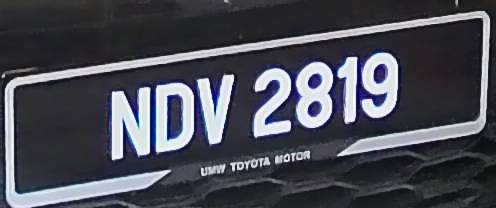 NDV 2819
UMW TOYOTA MOTOR